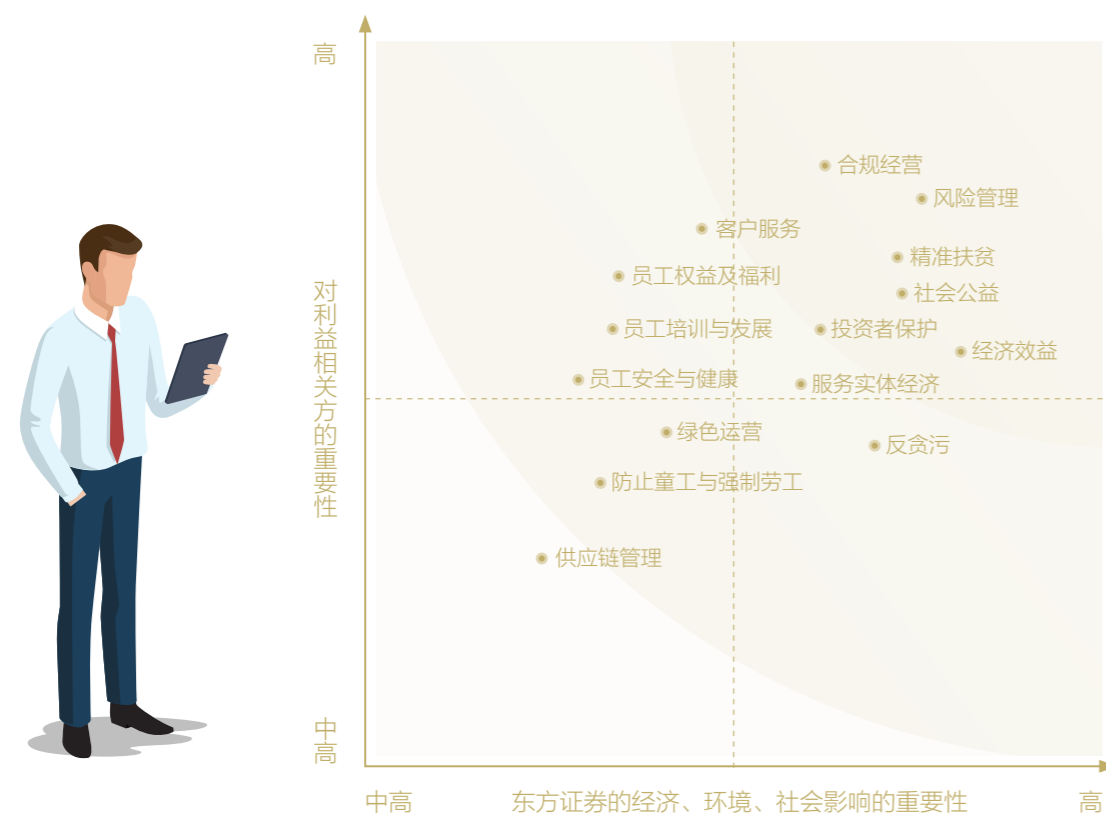 高
合规经营
风险管理
客户服务
精准扶贫
员工权益及福利
社会公益
对利益相关方的重要性
员工培训与发展
投资者保护
经济效益
员工安全与健康
服务实体经济
绿色运营
反贪污
防止童工与强制劳工
供应链管理
中高
中高
东方证券的经济、环境、社会影响的重要性
高